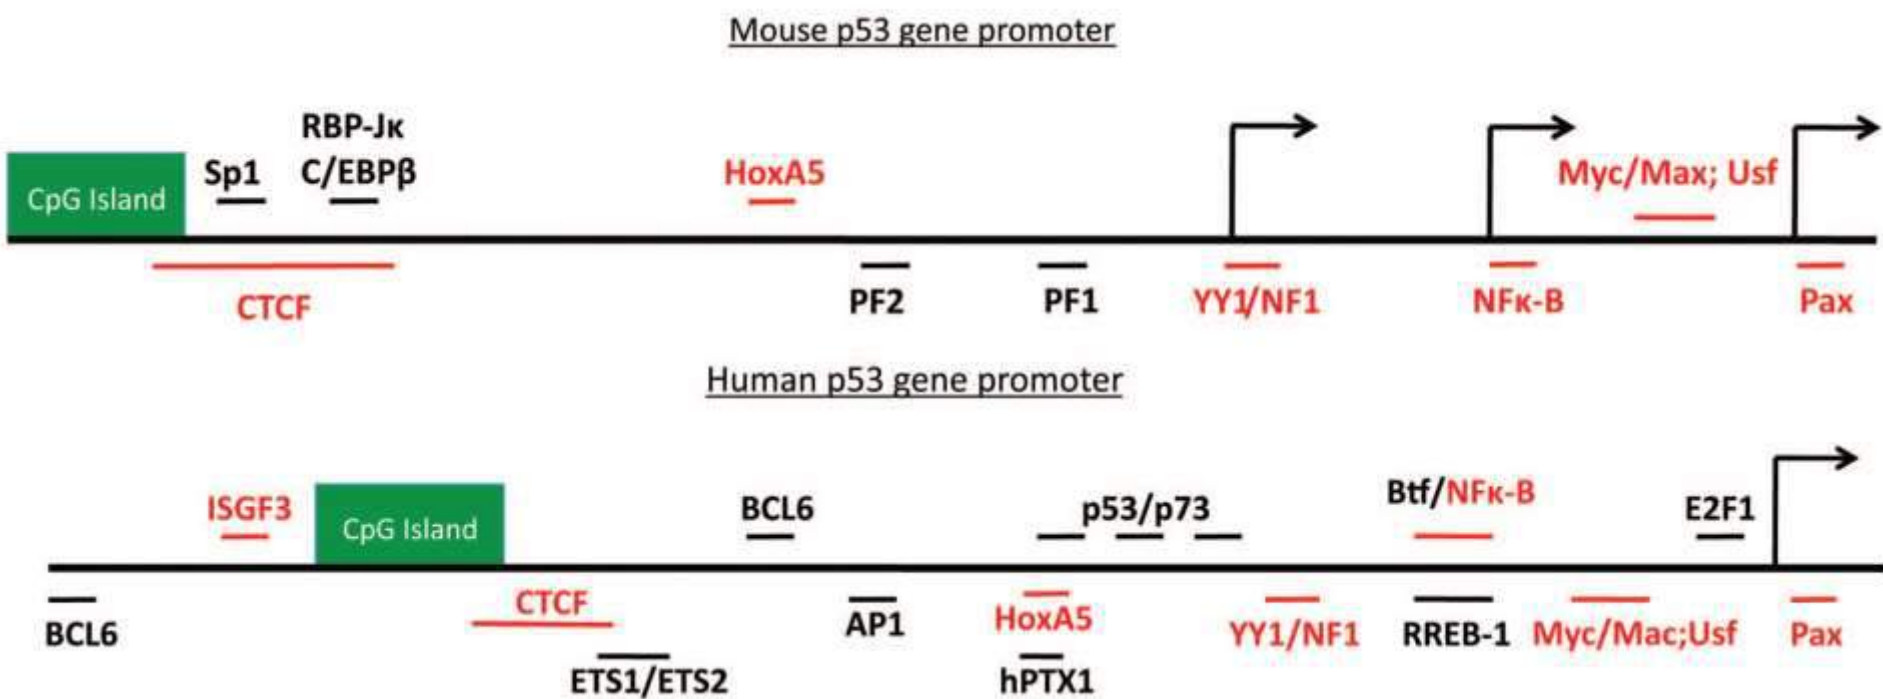 Mouse p53 gene promoter
RBP-Jκ
CpG Island
Sp1
C/EBPβ
HoxA5
Myc/Max; Usf
CTCF
PF2
PF1
YY1/NF1
NFκ-B
Pax
Human p53 gene promoter
ISGF3
CpG Island
BCL6
p53/p73
Btf/NFκ-B
E2F1
BCL6
CTCF
ETS1/ETS2
AP1
HoxA5
hPTX1
YY1/NF1
RREB-1
Myc/Mac;Usf
Pax